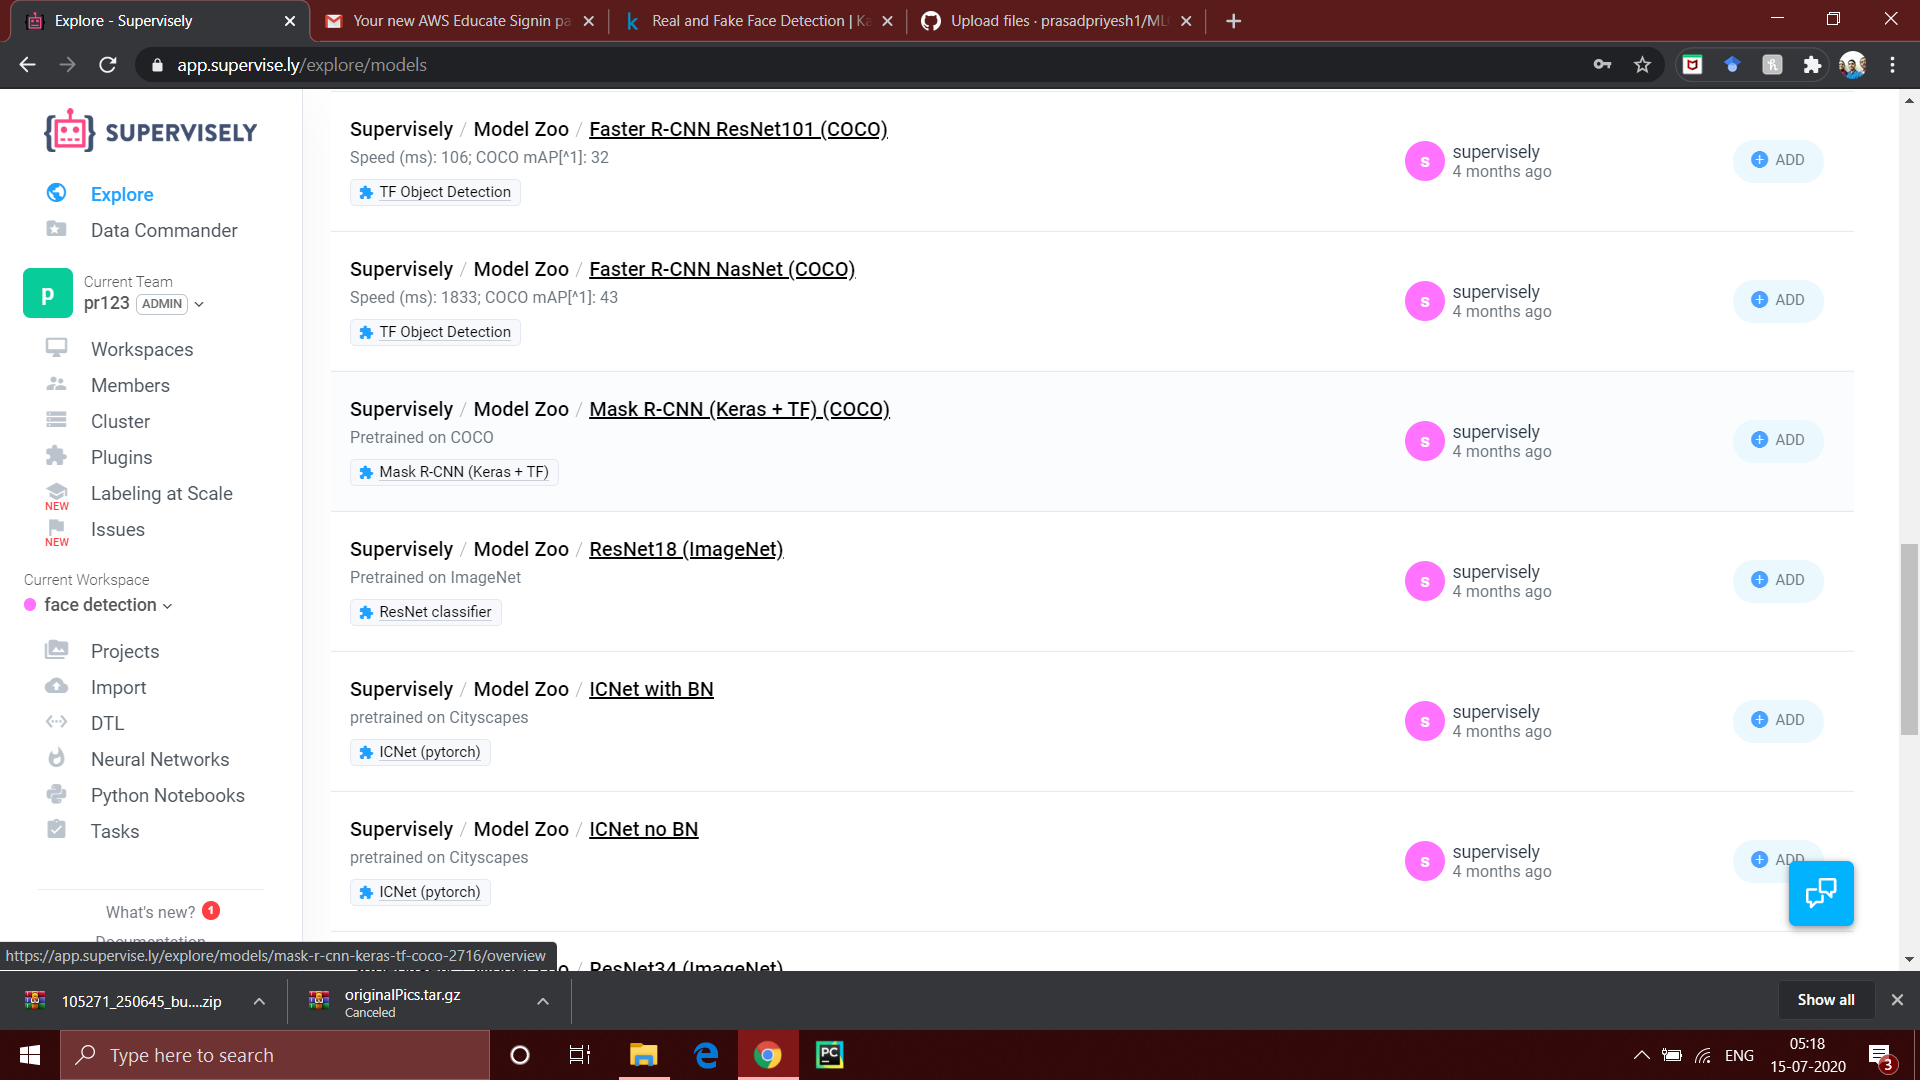 Explore - Supervisely
Your new AWS Educate Signin pa
Real and Fake Face Detection | Ka
Upload files · prasadpriyesh1/ML
app.supervise.ly/explore/models
SUPERVISELY
Explore
Data Commander
p
Current Team
pr123 ADMIN
Workspaces
Members
Cluster
Plugins
Labeling at Scale
NEW
Issues
NEW
Current Workspace
face detection
Projects
Import
DTL
Neural Networks
Python Notebooks
Tasks
What's new? 1
Documentation
Supervisely / Model Zoo / Faster R-CNN ResNet101 (COCO)
Speed (ms): 106; COCO mAP[^1]: 32
TF Object Detection
s
supervisely
4 months ago
ADD
Supervisely / Model Zoo / Faster R-CNN NasNet (COCO)
Speed (ms): 1833; COCO mAP[^1]: 43
TF Object Detection
s
supervisely
4 months ago
ADD
Supervisely / Model Zoo / Mask R-CNN (Keras + TF) (COCO)
Pretrained on COCO
Mask R-CNN (Keras + TF)
s
supervisely
4 months ago
ADD
Supervisely / Model Zoo / ResNet18 (ImageNet)
Pretrained on ImageNet
ResNet classifier
s
supervisely
4 months ago
ADD
Supervisely / Model Zoo / ICNet with BN
pretrained on Cityscapes
ICNet (pytorch)
s
supervisely
4 months ago
ADD
Supervisely / Model Zoo / ICNet no BN
pretrained on Cityscapes
ICNet (pytorch)
s
supervisely
4 months ago
ADD
ResNet34 (ImageNet)
https://app.supervise.ly/explore/models/mask-r-cnn-keras-tf-coco-2716/overview
105271_250645_bu....zip
originalPics.tar.gz
Canceled
Show all
Type here to search
PC
ENG
05:18
15-07-2020
3